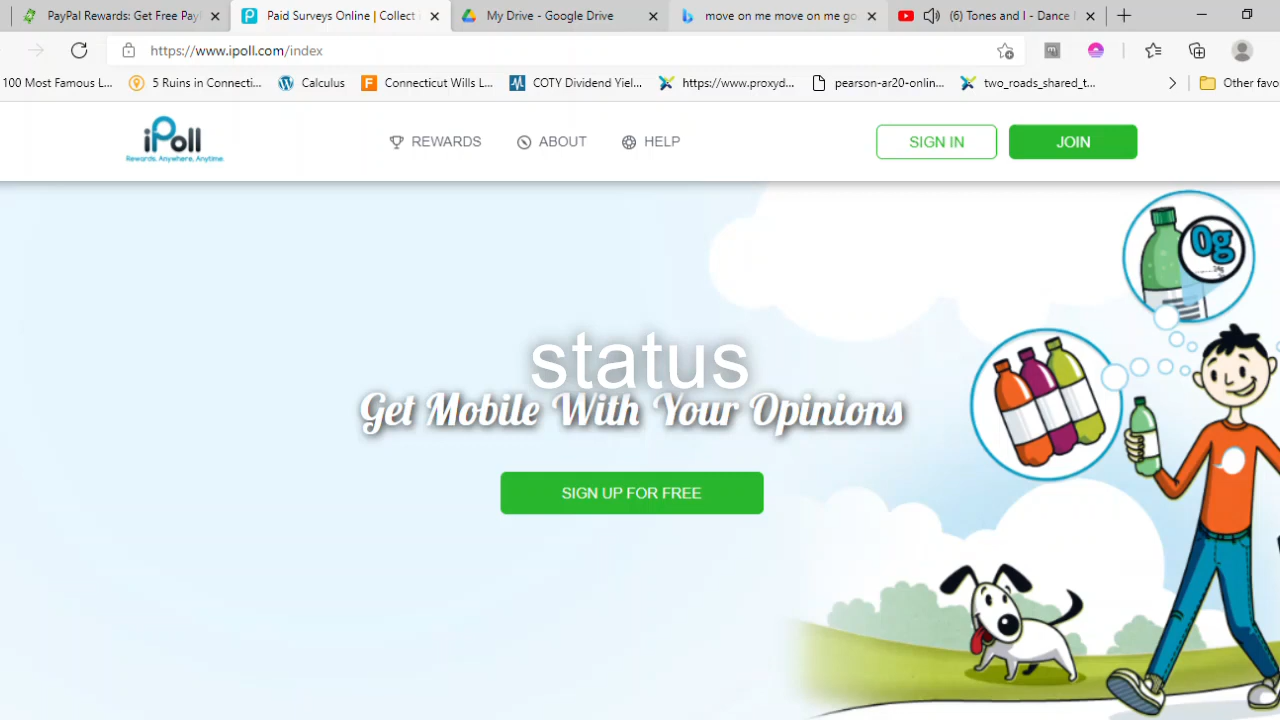 PayPal Rewards: Get Free Pay
Paid Surveys Online | Collect
My Drive - Google Drive
move on me move on me go
(6) Tones and I - Dance
https://www.ipoll.com/index
100 Most Famous L...
5 Ruins in Connecti...
Calculus
Connecticut Wills L...
COTY Dividend Yiel...
https://www.proxyd...
pearson-ar20-onlin...
two_roads_shared_t...
Other favo
iPoll
Rewards. Anywhere, Anytime.
REWARDS
ABOUT
HELP
SIGN IN
JOIN
0g
status
Get Mobile With Your Opinions
SIGN UP FOR FREE